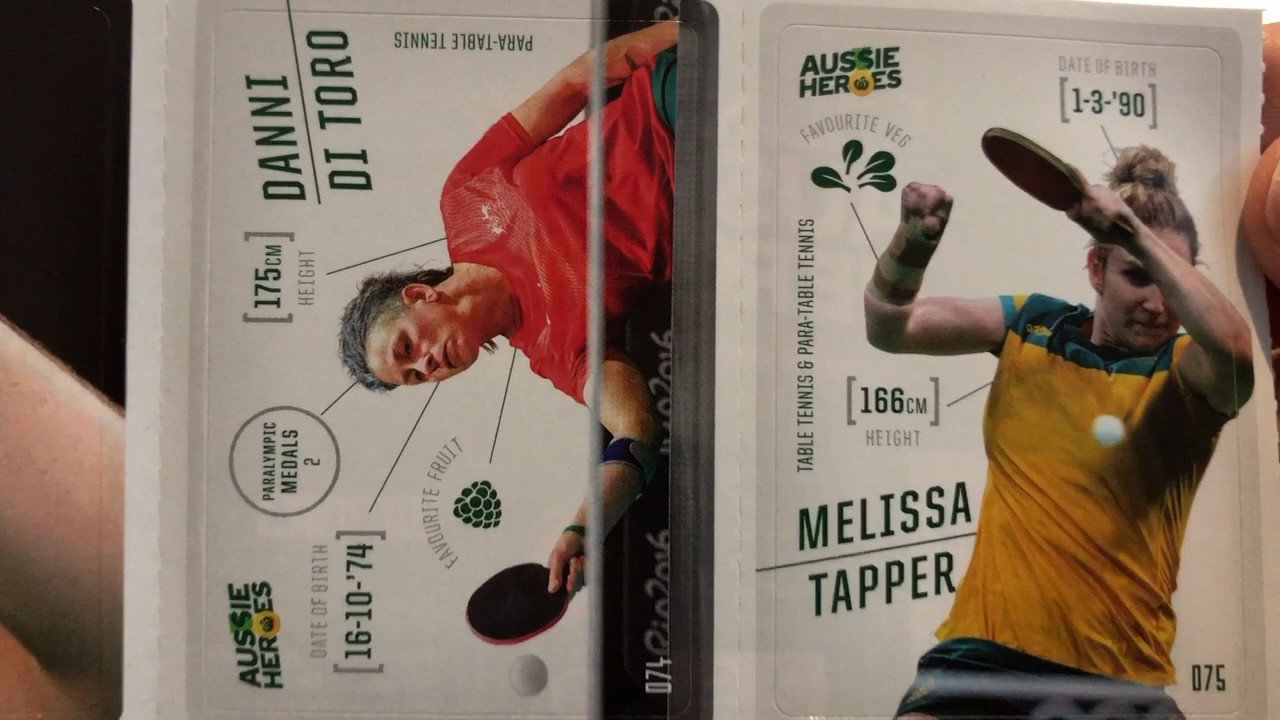 DANNI
DI TORO
PARA-TABLE TENNIS
[175CM]
HEIGHT
PARALYMPIC
MEDALS
2
FAVOURITE FRUIT
DATE OF BIRTH
[16-10-'74]
AUSSIE
HEROES
Rio2016
Rio2016
074
AUSSIE
HEROES
DATE OF BIRTH
[1-3-'90]
FAVOURITE VEG
TABLE TENNIS & PARA-TABLE TENNIS
[166CM]
HEIGHT
MELISSA
TAPPER
075